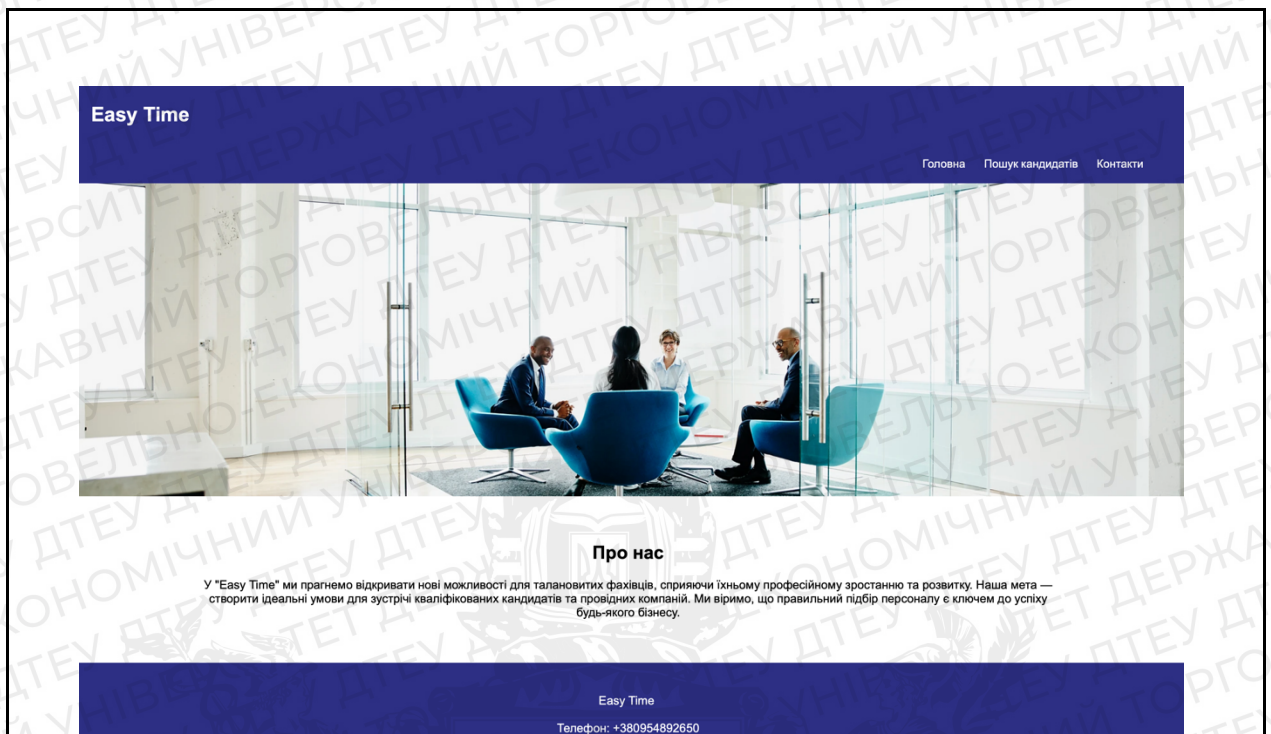 Easy Time
Головна Пошук кандидатів Контакти
Про нас
У "Easy Time" ми прагнемо відкривати нові можливості для талановитих фахівців, сприяючи їхньому професійному зростанню та розвитку. Наша мета —
створити ідеальні умови для зустрічі кваліфікованих кандидатів та провідних компаній. Ми віримо, що правильний підбір персоналу є ключем до успіху
будь-якого бізнесу.
Easy Time
Телефон: +380954892650